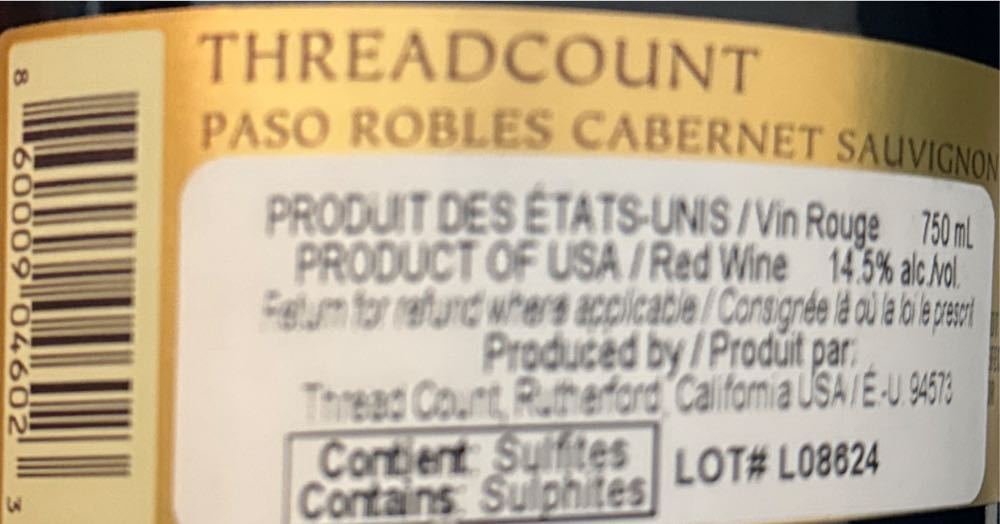 THREADCOUNT
PASO ROBLES CABERNET SAUVIGNON
PRODUIT DES ÉTATS-UNIS / Vin Rouge 750 mL
PRODUCT OF USA / Red Wine 14.5% alc./vol.
Return for refund where applicable / Consignée là où la loi le prescrit
Produced by / Produit par:
Thread Count, Rutherford, California USA / É.-U. 94573
Contient: Sulfites
Contains: Sulphites
LOT# L08624
8 60009 04602 3